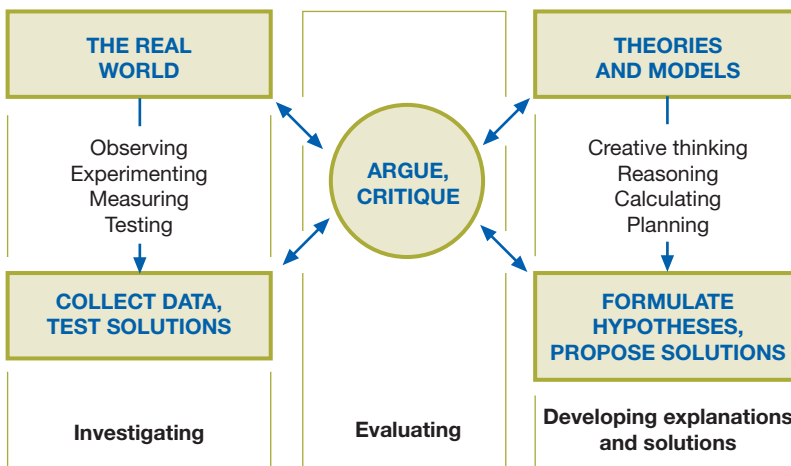 THE REAL
WORLD
Observing
Experimenting
Measuring
Testing
COLLECT DATA,
TEST SOLUTIONS
Investigating
ARGUE,
CRITIQUE
Evaluating
THEORIES
AND MODELS
Creative thinking
Reasoning
Calculating
Planning
FORMULATE
HYPOTHESES,
PROPOSE SOLUTIONS
Developing explanations
and solutions